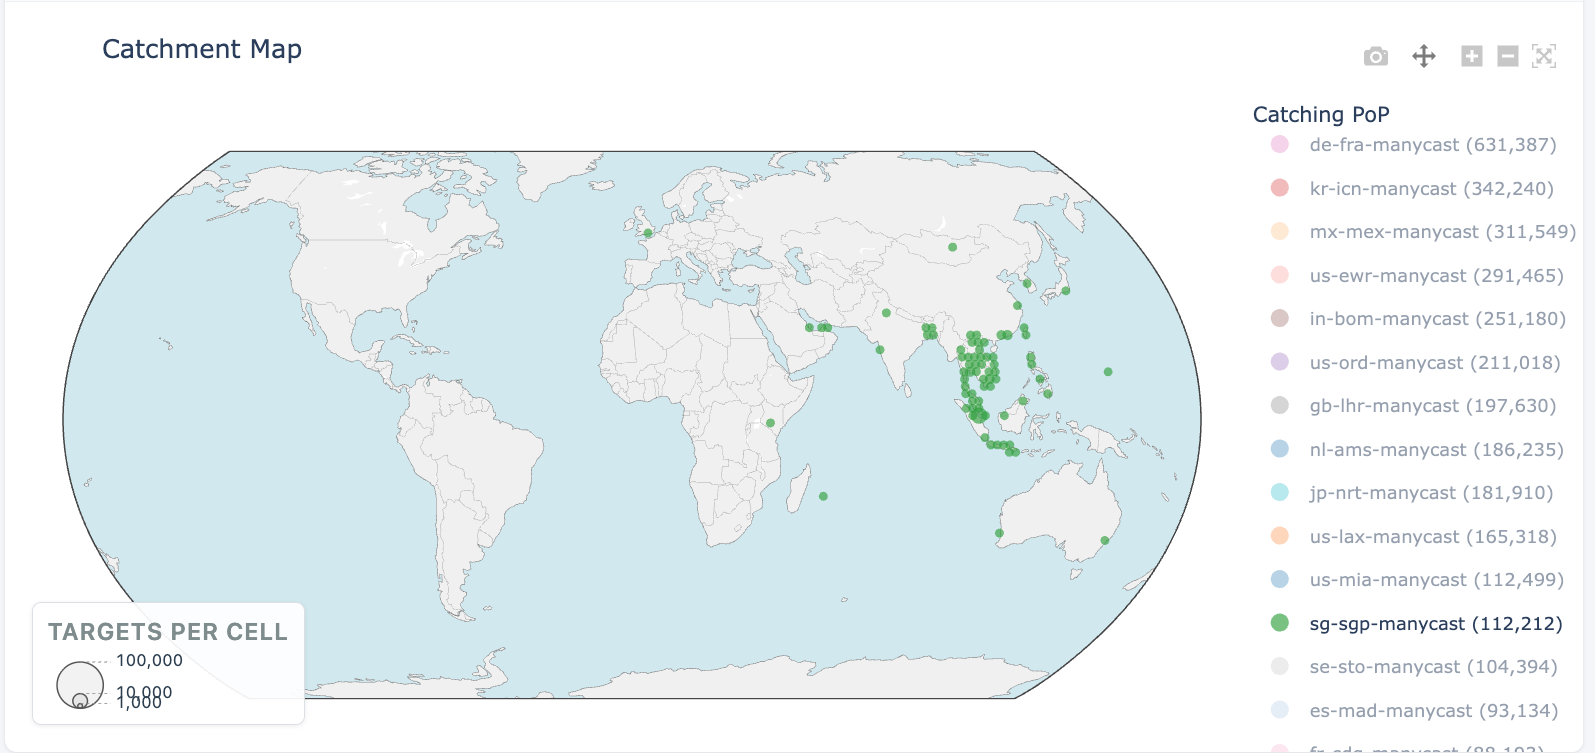 Catchment Map
Catching PoP
de-fra-manycast (631,387)
kr-icn-manycast (342,240)
mx-mex-manycast (311,549)
us-ewr-manycast (291,465)
in-bom-manycast (251,180)
us-ord-manycast (211,018)
gb-lhr-manycast (197,630)
nl-ams-manycast (186,235)
jp-nrt-manycast (181,910)
us-lax-manycast (165,318)
us-mia-manycast (112,499)
sg-sgp-manycast (112,212)
se-sto-manycast (104,394)
es-mad-manycast (93,134)
TARGETS PER CELL
100,000
10,000
1,000